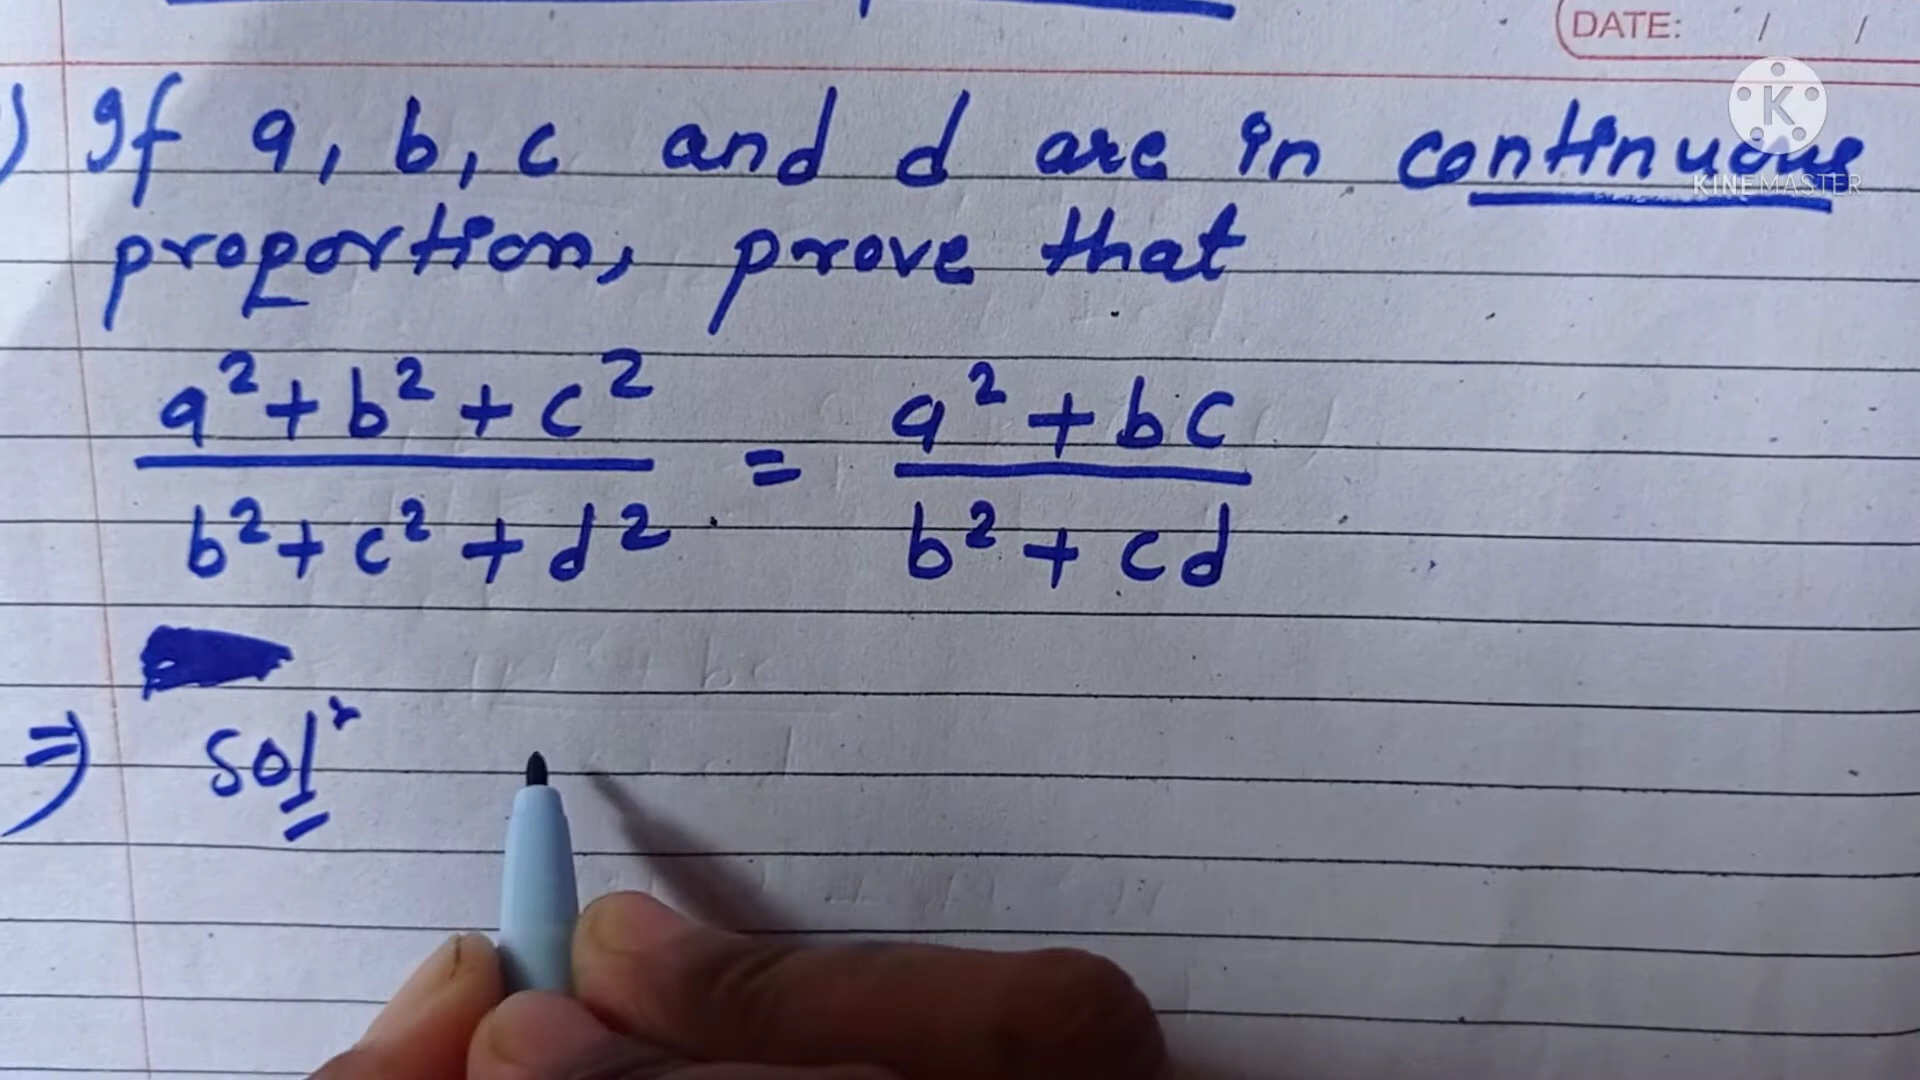 DATE: / /
) If a, b, c and d are in continuous
KINEMASTER
proportion, prove that
a² + b² + c² / b² + c² + d² = a² + bc / b² + cd
⇒ Solⁿ